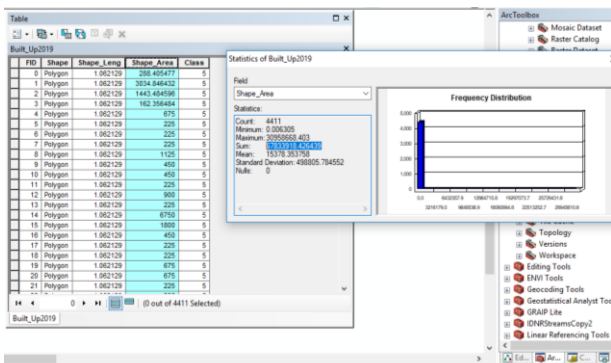 Table
Built_Up2019
FID Shape Shape_Leng Shape_Area Class
0 Polygon 1.062129 288.405477 5
1 Polygon 1.062129 3034.846432 5
2 Polygon 1.062129 1443.484596 5
3 Polygon 1.062129 162.356484 5
4 Polygon 1.062129 675 5
5 Polygon 1.062129 225 5
6 Polygon 1.062129 225 5
7 Polygon 1.062129 225 5
8 Polygon 1.062129 1125 5
9 Polygon 1.062129 450 5
10 Polygon 1.062129 450 5
11 Polygon 1.062129 225 5
12 Polygon 1.062129 900 5
13 Polygon 1.062129 225 5
14 Polygon 1.062129 6750 5
15 Polygon 1.062129 1800 5
16 Polygon 1.062129 450 5
17 Polygon 1.062129 225 5
18 Polygon 1.062129 225 5
19 Polygon 1.062129 675 5
20 Polygon 1.062129 675 5
21 Polygon 1.062129 225 5
0 (0 out of 4411 Selected)
Built_Up2019
Statistics of Built_Up2019
Field
Shape_Area
Statistics:
Count: 4411
Minimum: 0.006305
Maximum: 30958668.403
Sum: 67833918.426439
Mean: 15378.353758
Standard Deviation: 498805.784552
Nulls: 0
Frequency Distribution
5,000
4,000
3,000
2,000
1,000
0
0.0
ArcToolbox
Mosaic Dataset
Raster Catalog
Raster Dataset
Topology
Versions
Workspace
Editing Tools
ENVI Tools
Geocoding Tools
Geostatistical Analyst Too
GRAIP Lite
IDNRStreamsCopy2
Linear Referencing Tools
Ed... Ar... C...